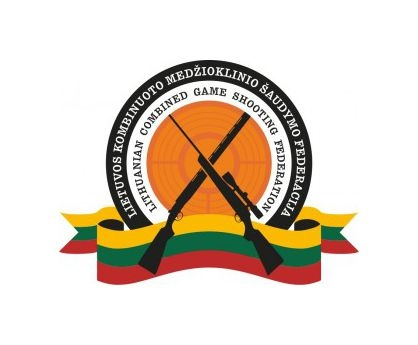 LIETUVOS KOMBINUOTO MEDŽIOKLINIO ŠAUDYMO FEDERACIJA
LITHUANIAN COMBINED GAME SHOOTING FEDERATION